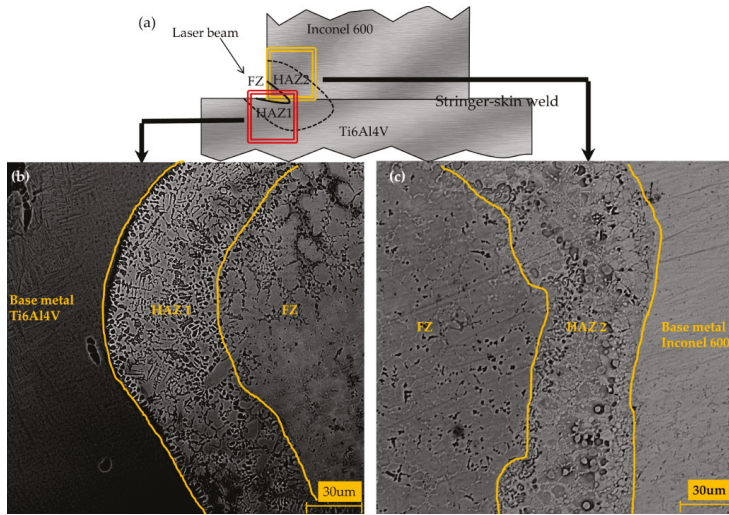 (a)
Inconel 600
Laser beam
FZ
HAZ2
HAZ1
Stringer-skin weld
Ti6Al4V
(b)
Base metal
Ti6Al4V
HAZ 1
FZ
30um
(c)
FZ
HAZ 2
Base metal
Inconel 600
30um